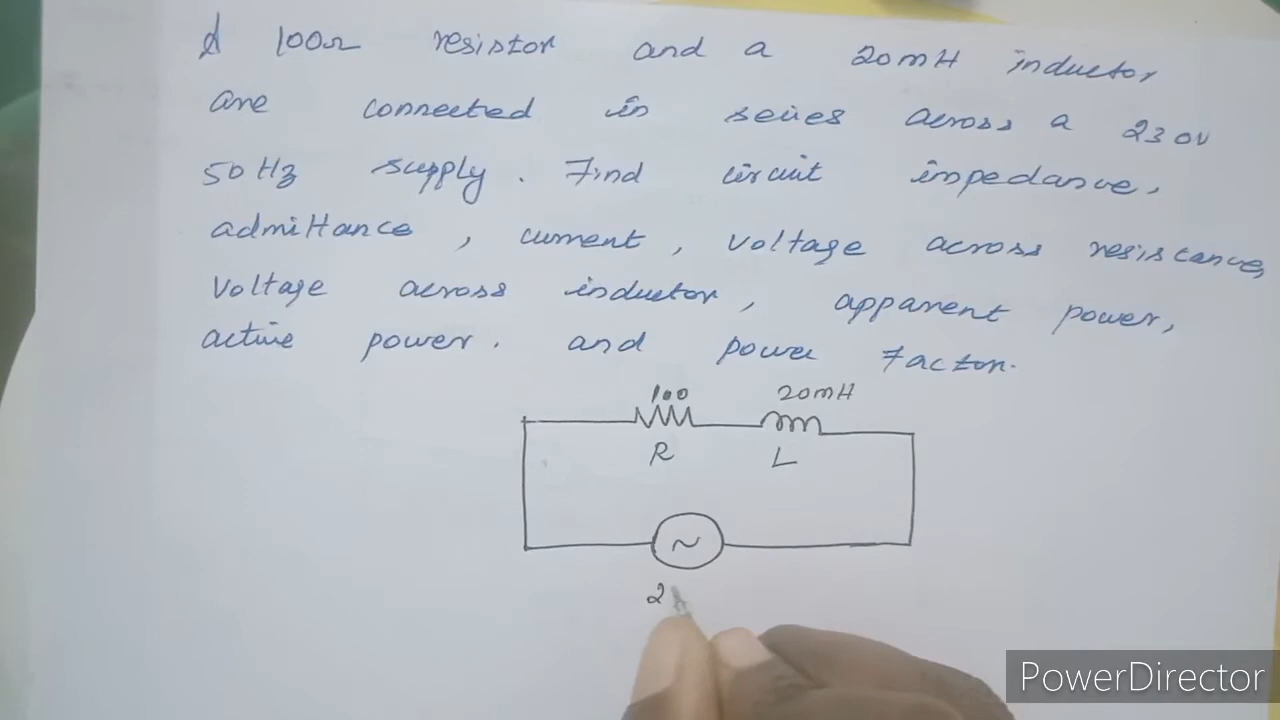 A 100Ω resistor and a 20mH inductor
are connected in series across a 230V
50Hz supply. Find circuit impedance,
admittance, current, voltage across resistance,
voltage across inductor, apparent power,
active power. and power factor.
100 20mH
R L
~
2
PowerDirector